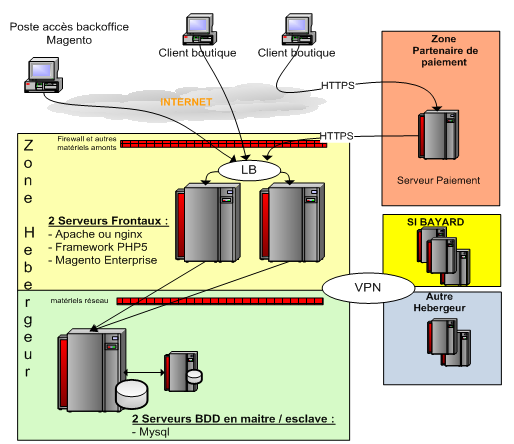 Poste accès backoffice
Magento
Client boutique
Client boutique
Zone
Partenaire de
paiement
HTTPS
INTERNET
HTTPS
Serveur Paiement
Zone Hebergeur
Firewall et autres
matériels amonts
LB
2 Serveurs Frontaux :
- Apache ou nginx
- Framework PHP5
- Magento Enterprise
SI BAYARD
VPN
Autre
Hebergeur
matériels réseau
2 Serveurs BDD en maitre / esclave :
- Mysql